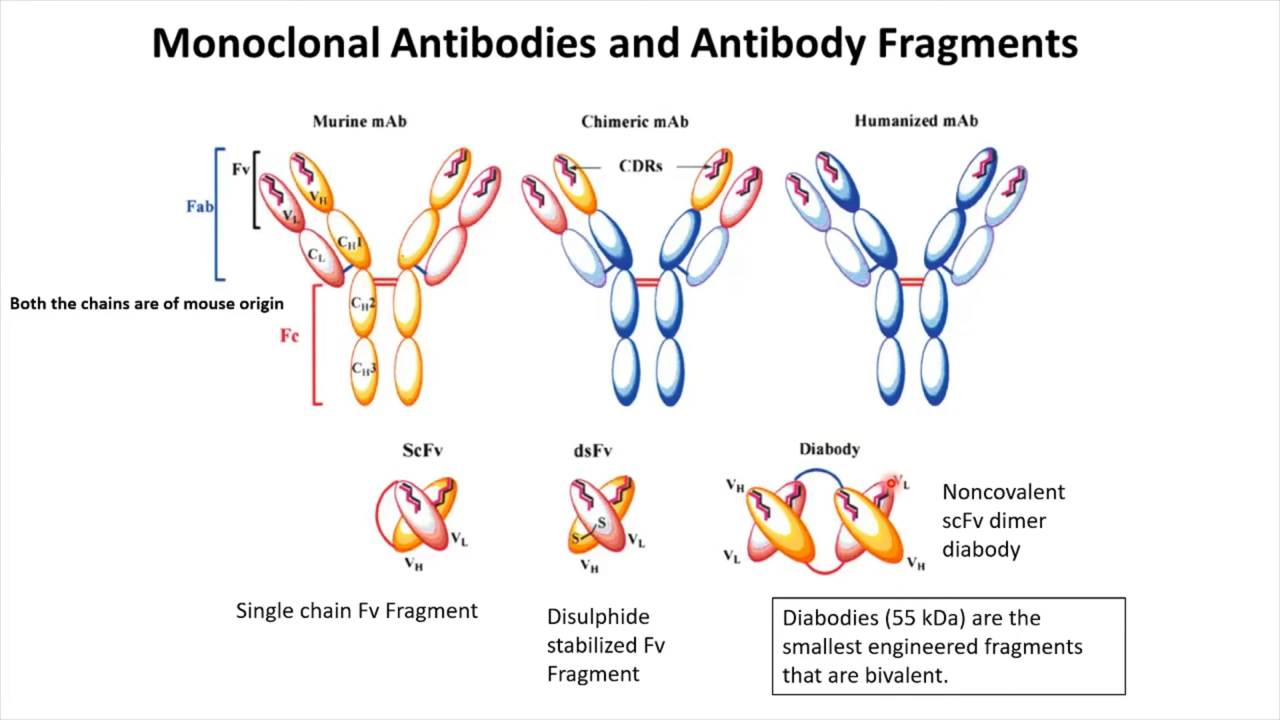 Monoclonal Antibodies and Antibody Fragments
Murine mAb
Chimeric mAb
Humanized mAb
Fv
CDRs
Fab
VH
VL
CH1
CL
Both the chains are of mouse origin
CH2
Fc
CH3
ScFv
dsFv
Diabody
VL
VH
S
S
VL
VH
VH
VL
VL
VH
Noncovalent
scFv dimer
diabody
Single chain Fv Fragment
Disulphide
stabilized Fv
Fragment
Diabodies (55 kDa) are the
smallest engineered fragments
that are bivalent.